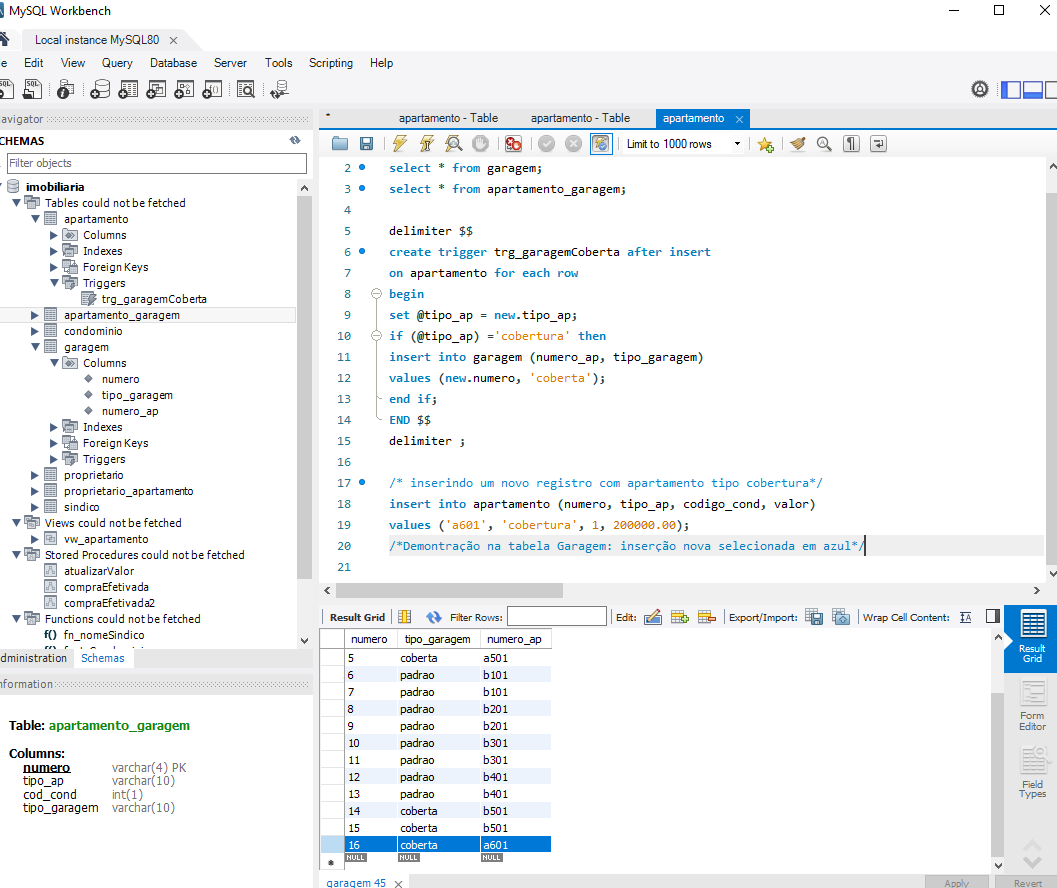 MySQL Workbench
Local instance MySQL80
Edit View Query Database Server Tools Scripting Help
avigator
CHEMAS
Filter objects
imobiliaria
Tables could not be fetched
apartamento
Columns
Indexes
Foreign Keys
Triggers
trg_garagemCoberta
apartamento_garagem
condominio
garagem
Columns
numero
tipo_garagem
numero_ap
Indexes
Foreign Keys
Triggers
proprietario
proprietario_apartamento
sindico
Views could not be fetched
vw_apartamento
Stored Procedures could not be fetched
atualizarValor
compraEfetivada
compraEfetivada2
Functions could not be fetched
f() fn_nomeSindico
dministration Schemas
nformation
Table: apartamento_garagem
Columns:
numero varchar(4) PK
tipo_ap varchar(10)
cod_cond int(1)
tipo_garagem varchar(10)
apartamento - Table apartamento - Table apartamento
Limit to 1000 rows
2 select * from garagem;
3 select * from apartamento_garagem;
4
5 delimiter $$
6 create trigger trg_garagemCoberta after insert
7 on apartamento for each row
8 begin
9 set @tipo_ap = new.tipo_ap;
10 if (@tipo_ap) ='cobertura' then
11 insert into garagem (numero_ap, tipo_garagem)
12 values (new.numero, 'coberta');
13 end if;
14 END $$
15 delimiter ;
16
17 /* inserindo um novo registro com apartamento tipo cobertura*/
18 insert into apartamento (numero, tipo_ap, codigo_cond, valor)
19 values ('a601', 'cobertura', 1, 200000.00);
20 /*Demontração na tabela Garagem: inserção nova selecionada em azul*/
21
Result Grid Filter Rows: Edit: Export/Import: Wrap Cell Content:
numero tipo_garagem numero_ap
5 coberta a501
6 padrao b101
7 padrao b101
8 padrao b201
9 padrao b201
10 padrao b301
11 padrao b301
12 padrao b401
13 padrao b401
14 coberta b501
15 coberta b501
16 coberta a601
NULL NULL NULL
Result
Grid
Form
Editor
Field
Types
garagem 45
Apply Revert